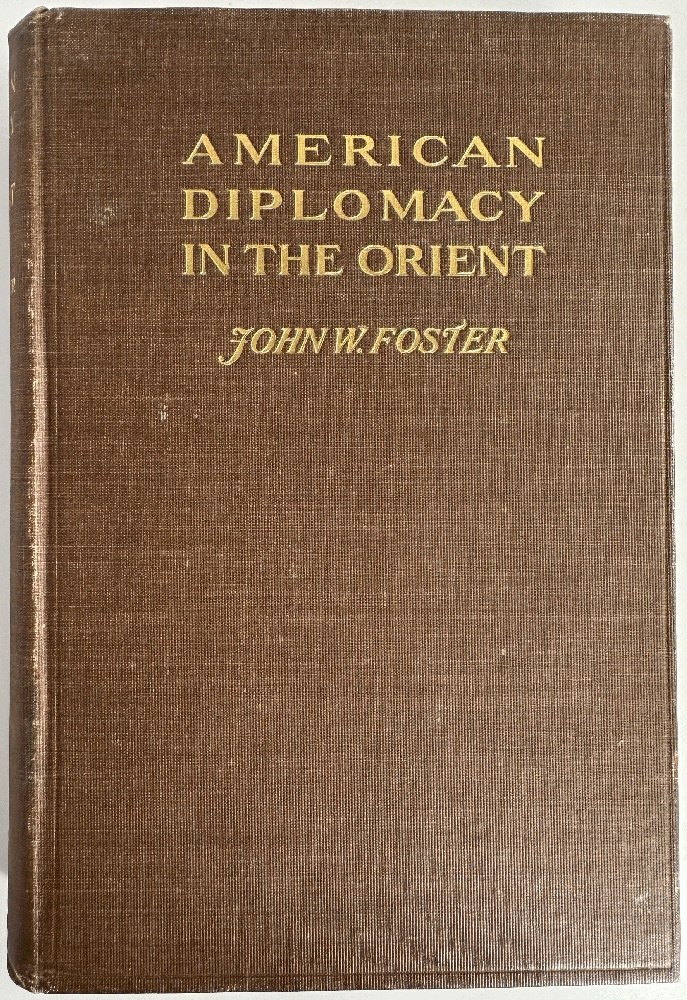 AMERICAN
DIPLOMACY
IN THE ORIENT
JOHN W. FOSTER